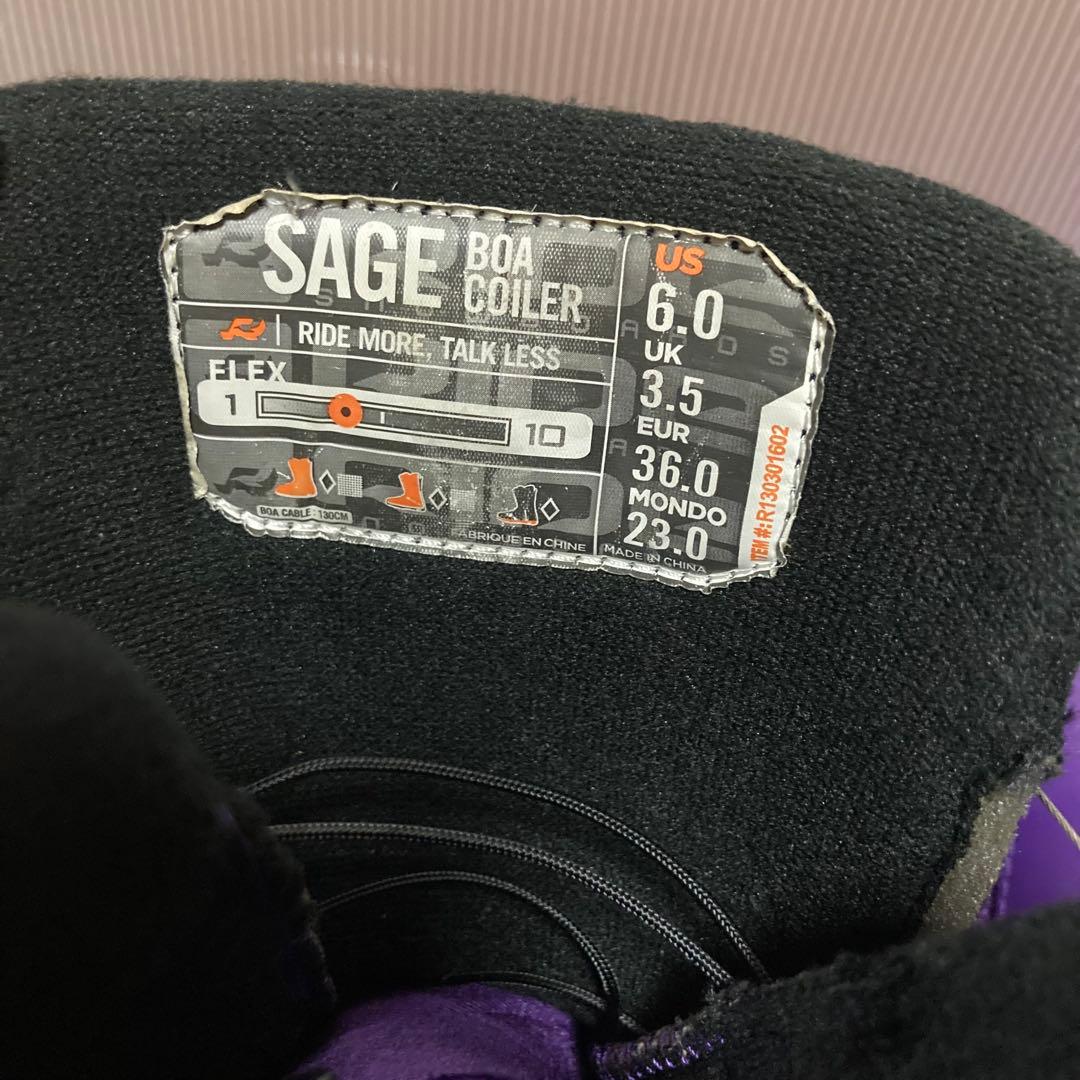 SAGE BOA
COILER
RIDE MORE, TALK LESS
FLEX
1 10
BOA CABLE: 130CM
ABRIQUE EN CHINE
US
6.0
UK
3.5
EUR
36.0
MONDO
23.0
MADE IN CHINA
ITEM #: R130301602